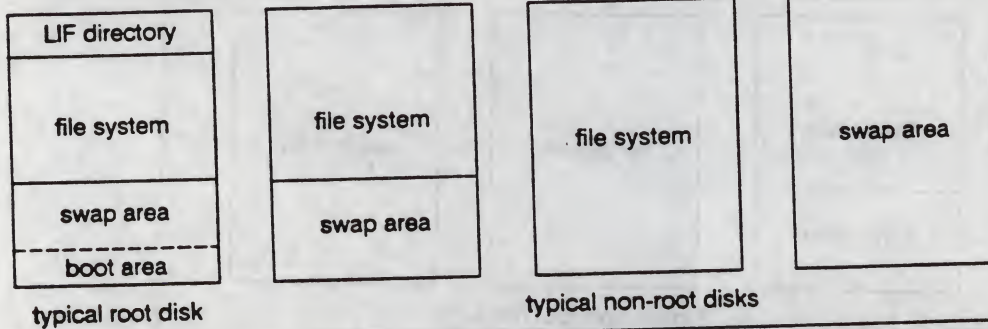 LIF directory
file system
swap area
boot area
typical root disk
file system
swap area
file system
swap area
typical non-root disks